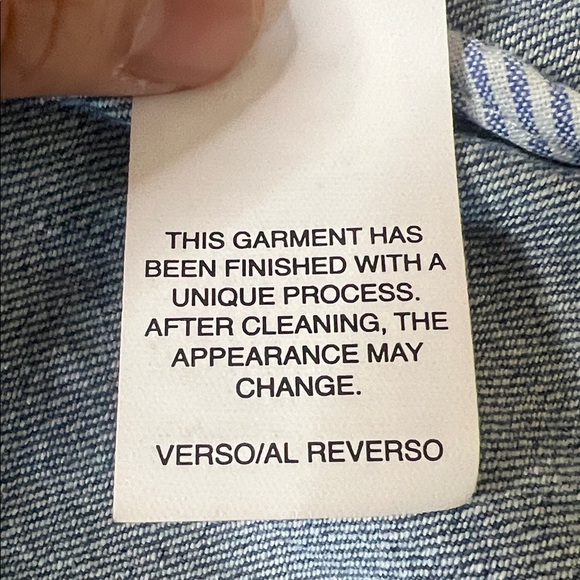 THIS GARMENT HAS
BEEN FINISHED WITH A
UNIQUE PROCESS.
AFTER CLEANING, THE
APPEARANCE MAY
CHANGE.
VERSO/AL REVERSO